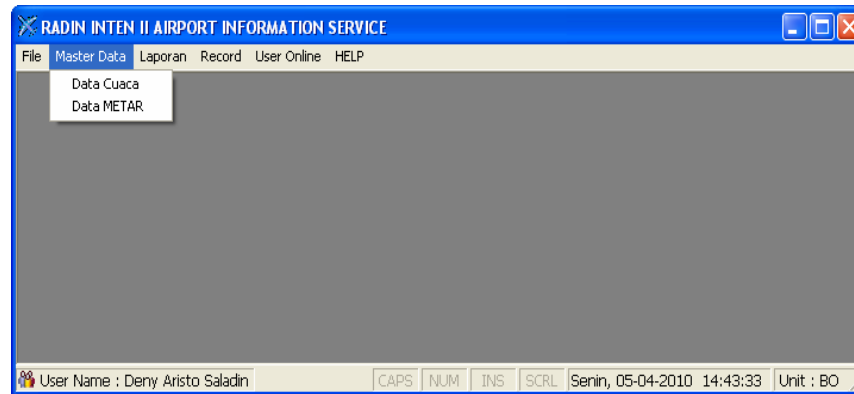 RADIN INTEN II AIRPORT INFORMATION SERVICE
File Master Data Laporan Record User Online HELP
Data Cuaca
Data METAR
User Name : Deny Aristo Saladin CAPS NUM INS SCRL Senin, 05-04-2010 14:43:33 Unit : BO